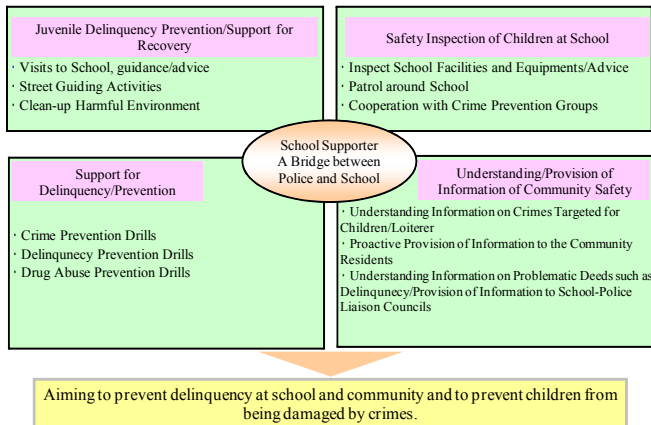 Juvenile Delinquency Prevention/Support for
Recovery
· Visits to School, guidance/advice
· Street Guiding Activities
· Clean-up Harmful Environment
Safety Inspection of Children at School
· Inspect School Facilities and Equipments/Advice
· Patrol around School
· Cooperation with Crime Prevention Groups
School Supporter
A Bridge between
Police and School
Support for
Delinquency/Prevention
· Crime Prevention Drills
· Delinqunecy Prevention Drills
· Drug Abuse Prevention Drills
Understanding/Provision of
Information of Community Safety
· Understanding Information on Crimes Targeted for
Children/Loiterer
· Proactive Provision of Information to the Community
Residents
· Understanding Information on Problematic Deeds such as
Delinqunecy/Provision of Information to School-Police
Liaison Councils
Aiming to prevent delinquency at school and community and to prevent children from
being damaged by crimes.